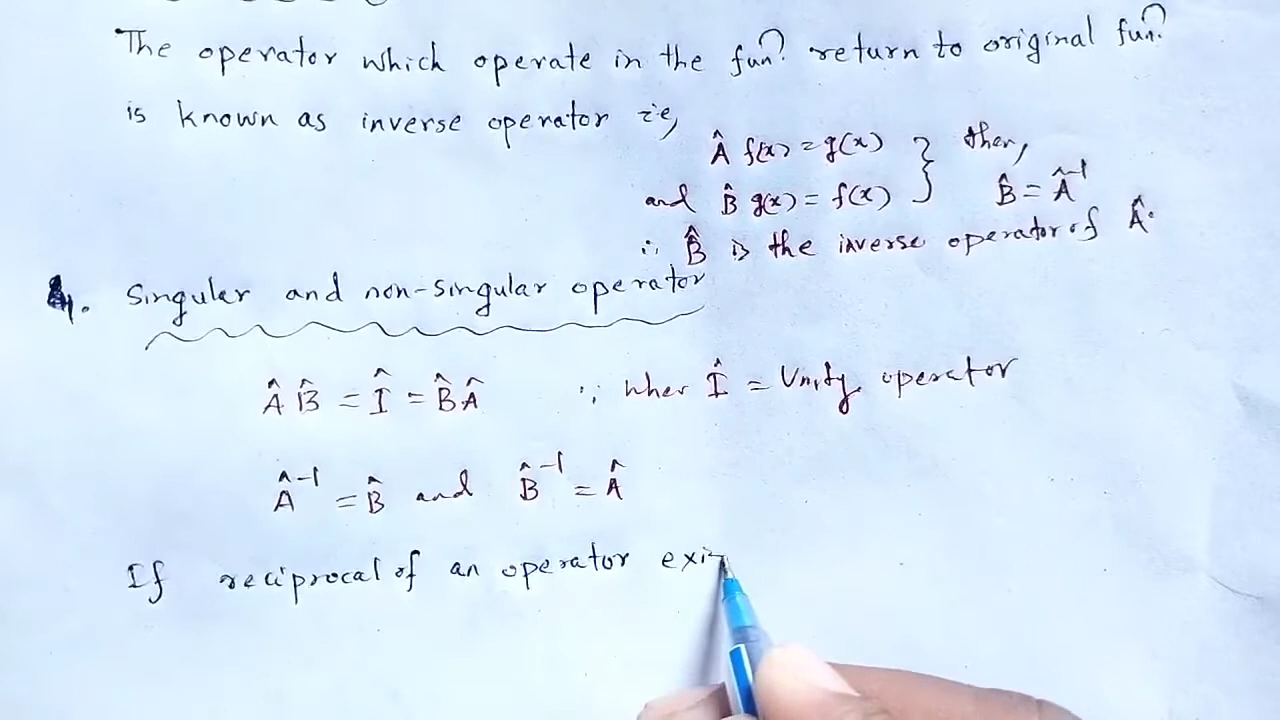 The operator which operate in the fun? return to original fun?
is known as inverse operator ie,
Â f(x) = g(x) } then,
and B̂ g(x) = f(x) } B̂ = Â⁻¹
∴ B̂ is the inverse operator of Â.
4. Singular and non-singular operator
Â B̂ = Î = B̂ Â ∵ wher Î = Unity operator
Â⁻¹ = B̂ and B̂⁻¹ = Â
If reciprocal of an operator exis